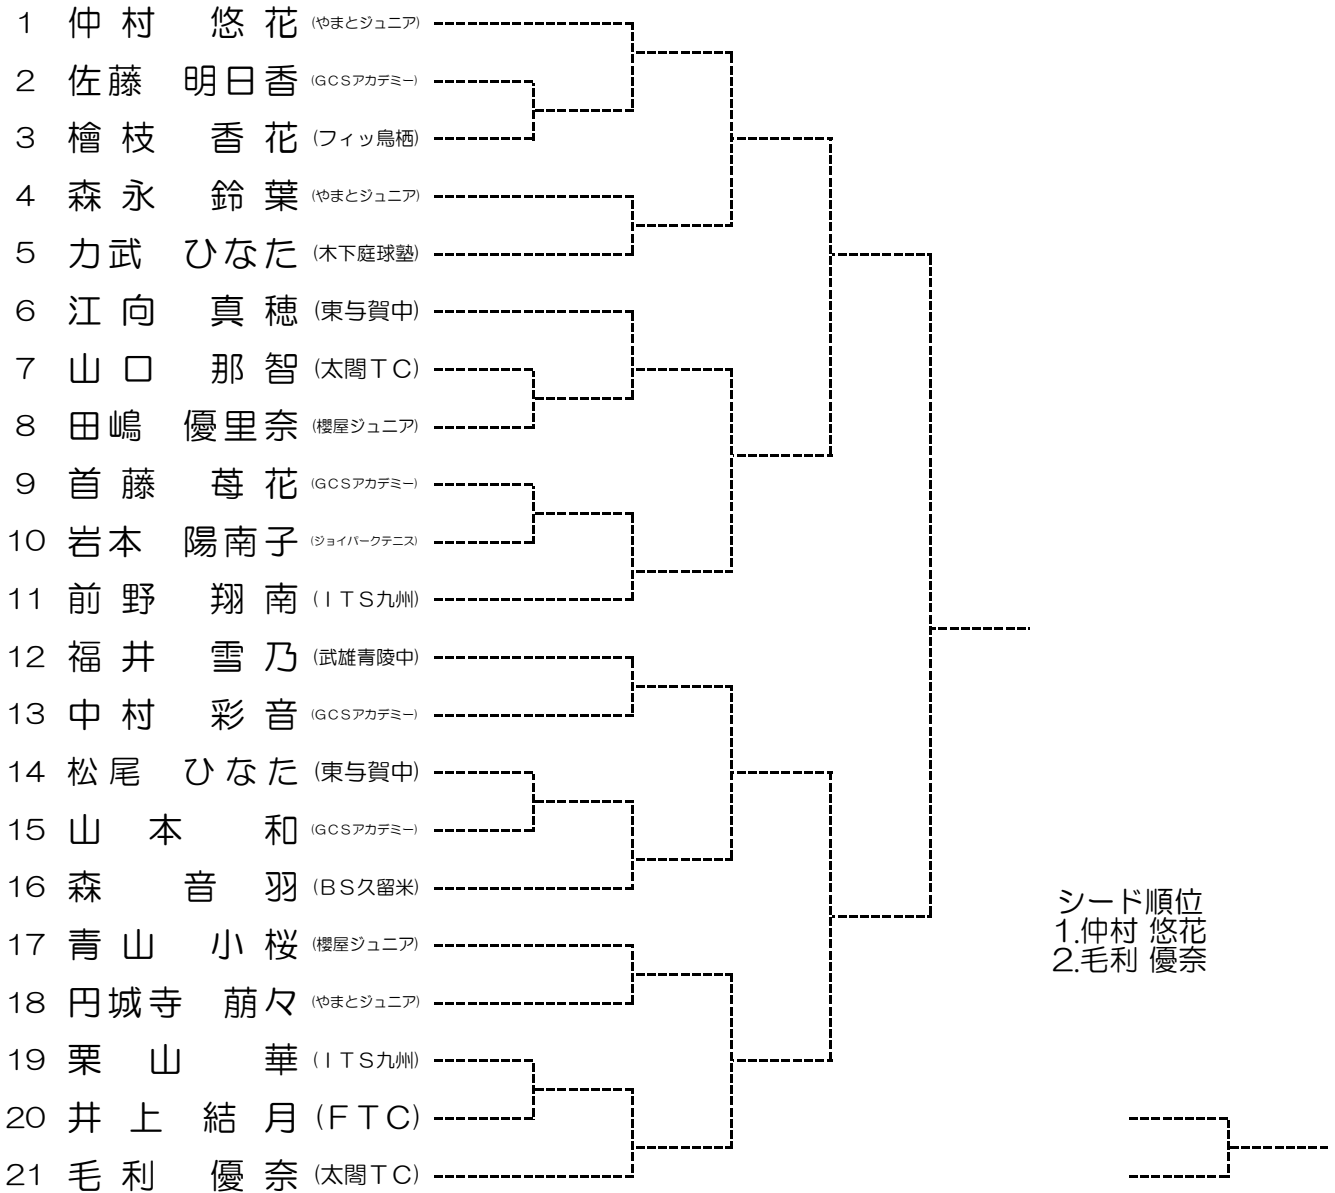 1 仲村 悠花 (やまとジュニア)
2 佐藤 明日香 (GCSアカデミー)
3 檜枝 香花 (フィッ鳥栖)
4 森永 鈴葉 (やまとジュニア)
5 力武 ひなた (木下庭球塾)
6 江向 真穂 (東与賀中)
7 山口 那智 (太閤TC)
8 田嶋 優里奈 (櫻屋ジュニア)
9 首藤 苺花 (GCSアカデミー)
10 岩本 陽南子 (ジョイパークテニス)
11 前野 翔南 (ITS九州)
12 福井 雪乃 (武雄青陵中)
13 中村 彩音 (GCSアカデミー)
14 松尾 ひなた (東与賀中)
15 山本 和 (GCSアカデミー)
16 森 音羽 (BS久留米)
17 青山 小桜 (櫻屋ジュニア)
18 円城寺 萠々 (やまとジュニア)
19 栗山 華 (ITS九州)
20 井上 結月 (FTC)
21 毛利 優奈 (太閤TC)
シード順位
1.仲村 悠花
2.毛利 優奈